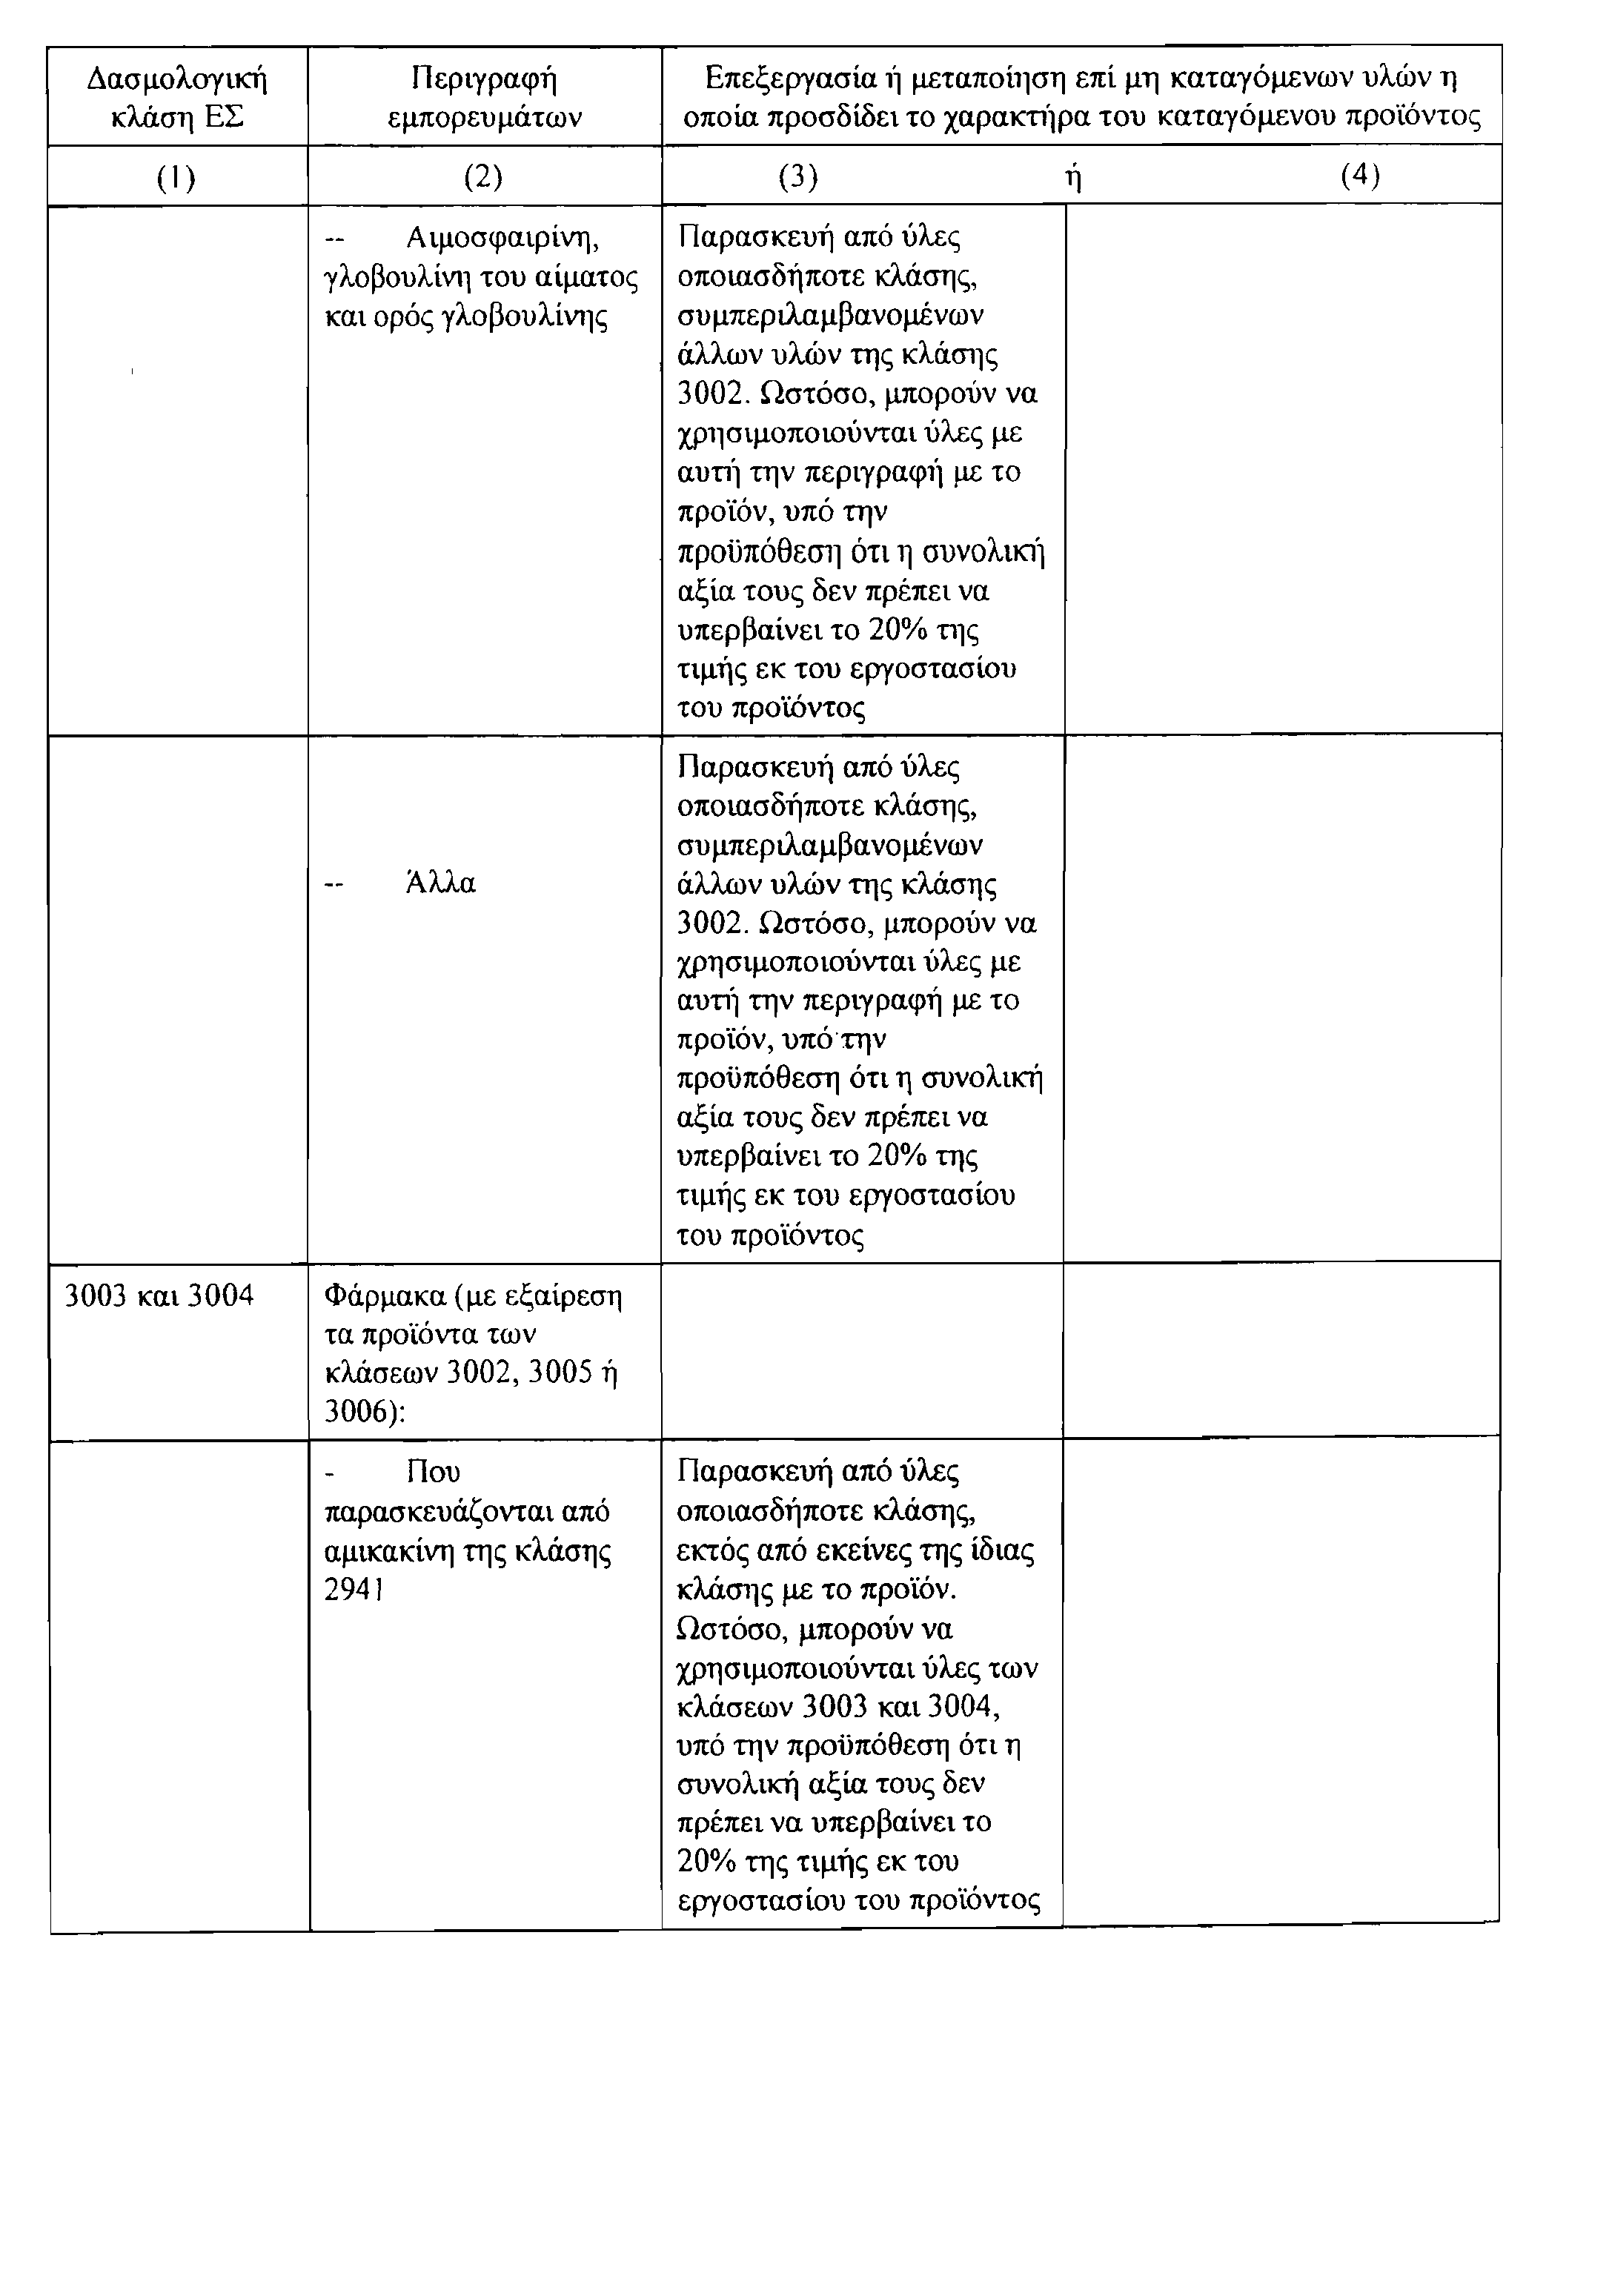 Δασμολογική
κλάση ΕΣ
Περιγραφή
εμπορευμάτων
Επεξεργασία ή μεταποίηση επί μη καταγόμενων υλών η
οποία προσδίδει το χαρακτήρα του καταγόμενου προϊόντος
(1)
(2)
(3) ή (4)
-- Αιμοσφαιρίνη,
γλοβουλίνη του αίματος
και ορός γλοβουλίνης
Παρασκευή από ύλες
οποιασδήποτε κλάσης,
συμπεριλαμβανομένων
άλλων υλών της κλάσης
3002. Ωστόσο, μπορούν να
χρησιμοποιούνται ύλες με
αυτή την περιγραφή με το
προϊόν, υπό την
προϋπόθεση ότι η συνολική
αξία τους δεν πρέπει να
υπερβαίνει το 20% της
τιμής εκ του εργοστασίου
του προϊόντος
-- Άλλα
Παρασκευή από ύλες
οποιασδήποτε κλάσης,
συμπεριλαμβανομένων
άλλων υλών της κλάσης
3002. Ωστόσο, μπορούν να
χρησιμοποιούνται ύλες με
αυτή την περιγραφή με το
προϊόν, υπό την
προϋπόθεση ότι η συνολική
αξία τους δεν πρέπει να
υπερβαίνει το 20% της
τιμής εκ του εργοστασίου
του προϊόντος
3003 και 3004
Φάρμακα (με εξαίρεση
τα προϊόντα των
κλάσεων 3002, 3005 ή
3006):
- Που
παρασκευάζονται από
αμικακίνη της κλάσης
2941
Παρασκευή από ύλες
οποιασδήποτε κλάσης,
εκτός από εκείνες της ίδιας
κλάσης με το προϊόν.
Ωστόσο, μπορούν να
χρησιμοποιούνται ύλες των
κλάσεων 3003 και 3004,
υπό την προϋπόθεση ότι η
συνολική αξία τους δεν
πρέπει να υπερβαίνει το
20% της τιμής εκ του
εργοστασίου του προϊόντος